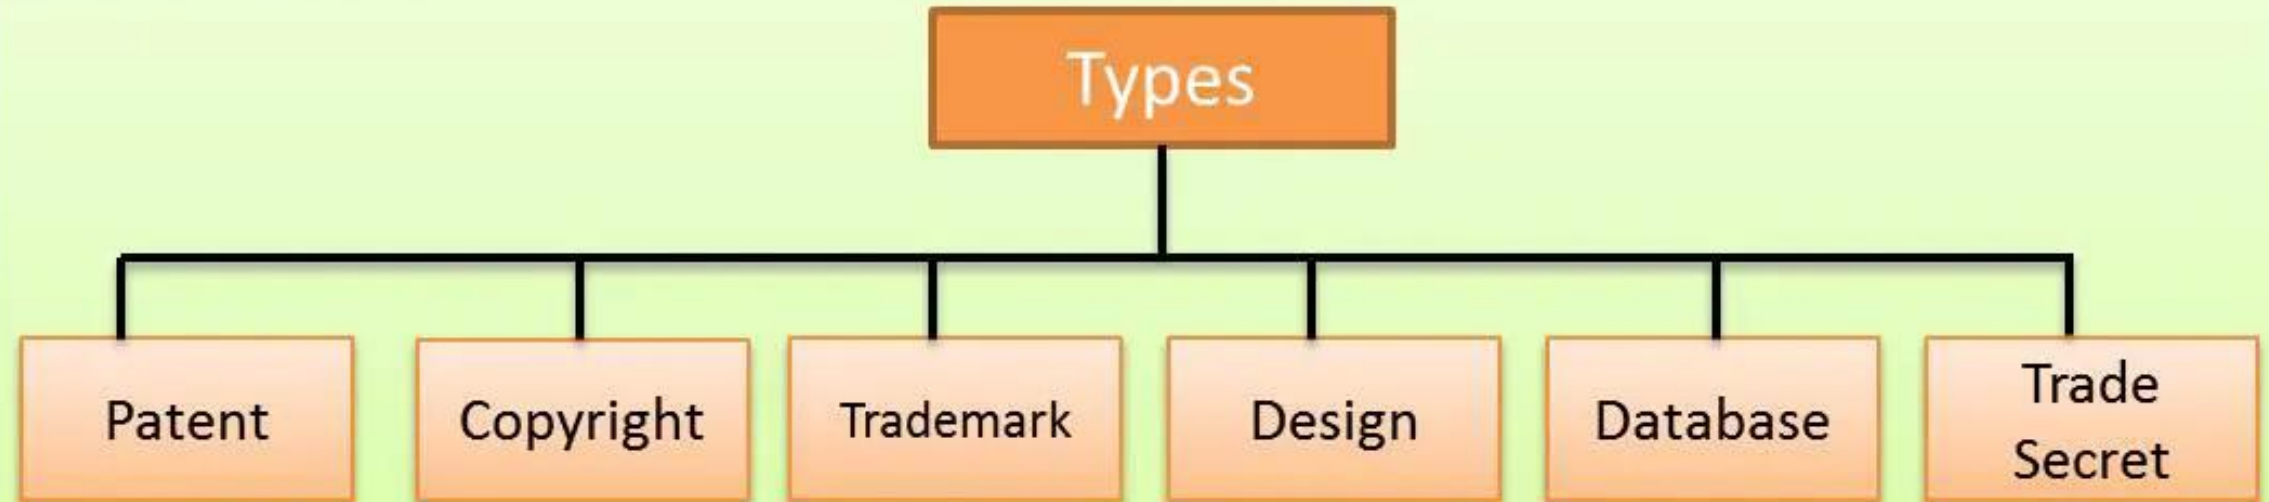 Types
Patent
Copyright
Trademark
Design
Database
Trade
Secret